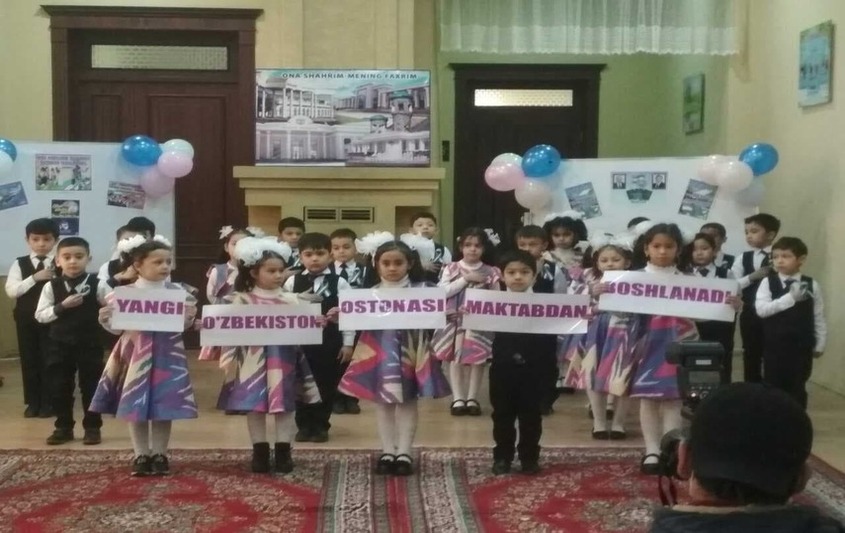 ONA SHAHRIM-MENING FAXRIM
YANGI O'ZBEKISTON OSTONASI MAKTABDAN BOSHLANADI